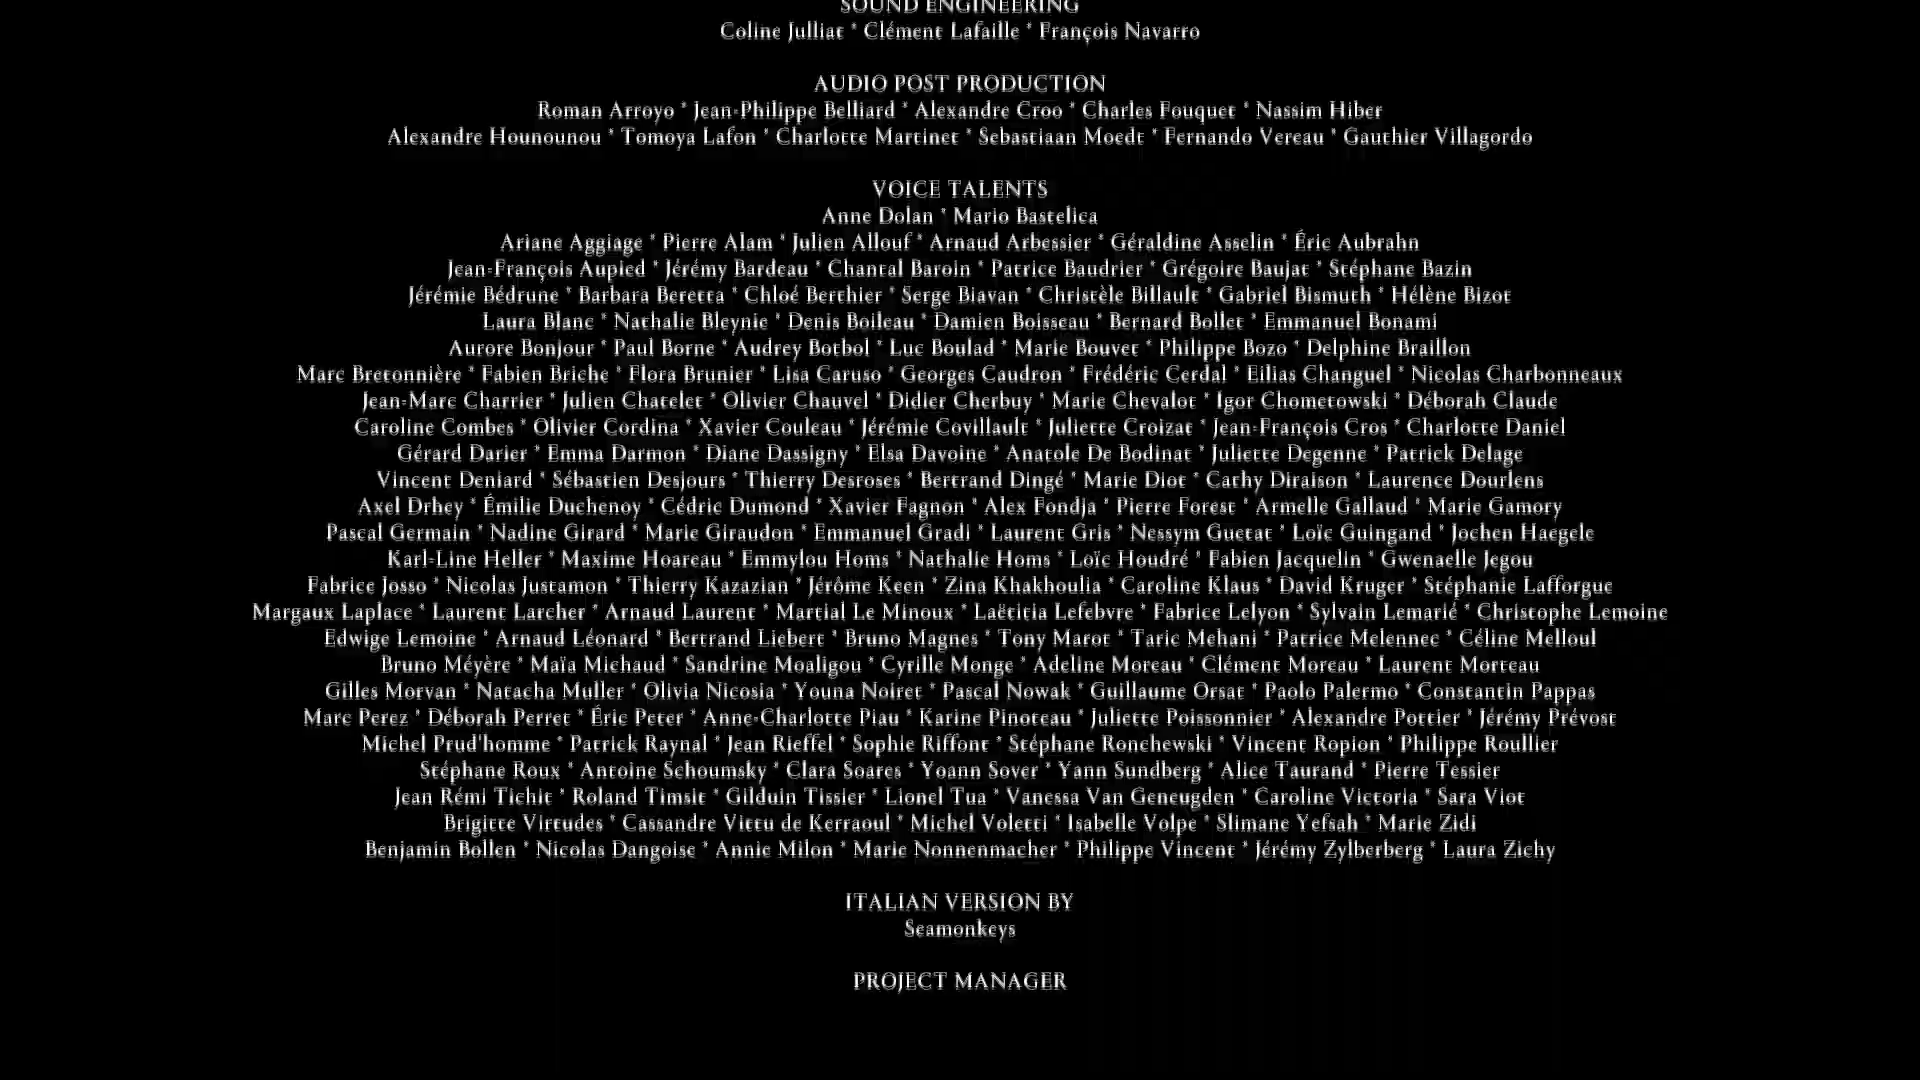 SOUND ENGINEERING
Coline Julliat * Clément Lafaille * François Navarro
AUDIO POST PRODUCTION
Roman Arroyo * Jean-Philippe Belliard * Alexandre Croo * Charles Fouquet * Nassim Hiber
Alexandre Hounounou * Tomoya Lafon * Charlotte Martinet * Sebastiaan Moedt * Fernando Vereau * Gauthier Villagordo
VOICE TALENTS
Anne Dolan * Mario Bastelica
Ariane Aggiage * Pierre Alam * Julien Allouf * Arnaud Arbessier * Géraldine Asselin * Éric Aubrahn
Jean-François Aupied * Jérémy Bardeau * Chantal Baroin * Patrice Baudrier * Grégoire Baujat * Stéphane Bazin
Jérémie Bédrune * Barbara Beretta * Chloé Berthier * Serge Biavan * Christèle Billault * Gabriel Bismuth * Hélène Bizot
Laura Blanc * Nathalie Bleynie * Denis Boileau * Damien Boisseau * Bernard Bollet * Emmanuel Bonami
Aurore Bonjour * Paul Borne * Audrey Botbol * Luc Boulad * Marie Bouvet * Philippe Bozo * Delphine Braillon
Marc Bretonnière * Fabien Briche * Flora Brunier * Lisa Caruso * Georges Caudron * Frédéric Cerdal * Eilias Changuel * Nicolas Charbonneaux
Jean-Marc Charrier * Julien Chatelet * Olivier Chauvel * Didier Cherbuy * Marie Chevalot * Igor Chometowski * Déborah Claude
Caroline Combes * Olivier Cordina * Xavier Couleau * Jérémie Covillault * Juliette Croizat * Jean-François Cros * Charlotte Daniel
Gérard Darier * Emma Darmon * Diane Dassigny * Elsa Davoine * Anatole De Bodinat * Juliette Degenne * Patrick Delage
Vincent Deniard * Sébastien Desjours * Thierry Desroses * Bertrand Dingé * Marie Diot * Cathy Diraison * Laurence Dourlens
Axel Drhey * Émilie Duchenoy * Cédric Dumond * Xavier Fagnon * Alex Fondja * Pierre Forest * Armelle Gallaud * Marie Gamory
Pascal Germain * Nadine Girard * Marie Giraudon * Emmanuel Gradi * Laurent Gris * Nessym Guetat * Loïc Guingand * Jochen Haegele
Karl-Line Heller * Maxime Hoareau * Emmylou Homs * Nathalie Homs * Loïc Houdré * Fabien Jacquelin * Gwenaelle Jegou
Fabrice Josso * Nicolas Justamon * Thierry Kazazian * Jérôme Keen * Zina Khakhoulia * Caroline Klaus * David Kruger * Stéphanie Lafforgue
Margaux Laplace * Laurent Larcher * Arnaud Laurent * Martial Le Minoux * Laëtitia Lefebvre * Fabrice Lelyon * Sylvain Lemarié * Christophe Lemoine
Edwige Lemoine * Arnaud Léonard * Bertrand Liebert * Bruno Magnes * Tony Marot * Taric Mehani * Patrice Melennec * Céline Melloul
Bruno Méyère * Maïa Michaud * Sandrine Moaligou * Cyrille Monge * Adeline Moreau * Clément Moreau * Laurent Morteau
Gilles Morvan * Natacha Muller * Olivia Nicosia * Youna Noiret * Pascal Nowak * Guillaume Orsat * Paolo Palermo * Constantin Pappas
Marc Perez * Déborah Perret * Éric Peter * Anne-Charlotte Piau * Karine Pinoteau * Juliette Poissonnier * Alexandre Pottier * Jérémy Prévost
Michel Prud'homme * Patrick Raynal * Jean Rieffel * Sophie Riffont * Stéphane Ronchewski * Vincent Ropion * Philippe Roullier
Stéphane Roux * Antoine Schoumsky * Clara Soares * Yoann Sover * Yann Sundberg * Alice Taurand * Pierre Tessier
Jean Rémi Tichit * Roland Timsit * Gilduin Tissier * Lionel Tua * Vanessa Van Geneugden * Caroline Victoria * Sara Viot
Brigitte Virtudes * Cassandre Vittu de Kerraoul * Michel Voletti * Isabelle Volpe * Slimane Yefsah * Marie Zidi
Benjamin Bollen * Nicolas Dangoise * Annie Milon * Marie Nonnenmacher * Philippe Vincent * Jérémy Zylberberg * Laura Zichy
ITALIAN VERSION BY
Seamonkeys
PROJECT MANAGER